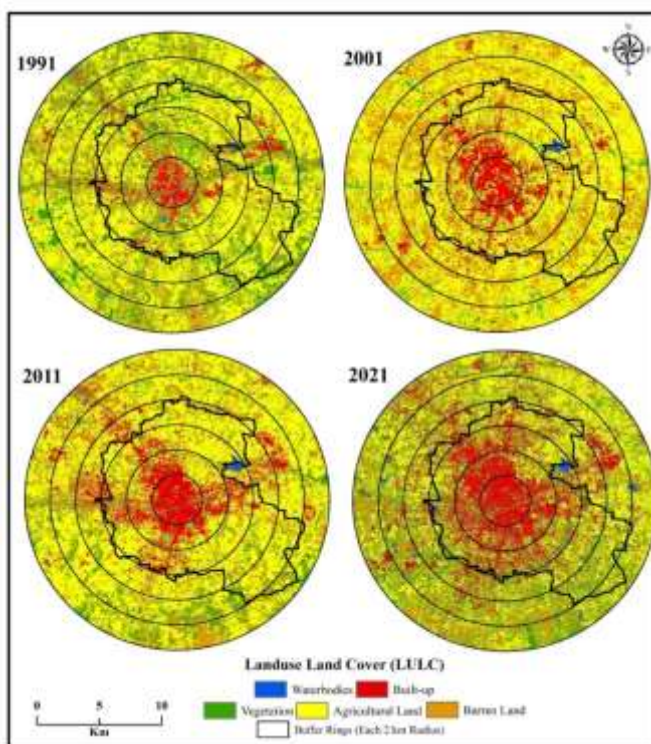 1991
2001
2011
2021
Landuse Land Cover (LULC)
Waterbodies Built-up
Vegetation Agricultural Land Barren Land
Buffer Rings (Each 2 km Radius)
0 5 10
Km